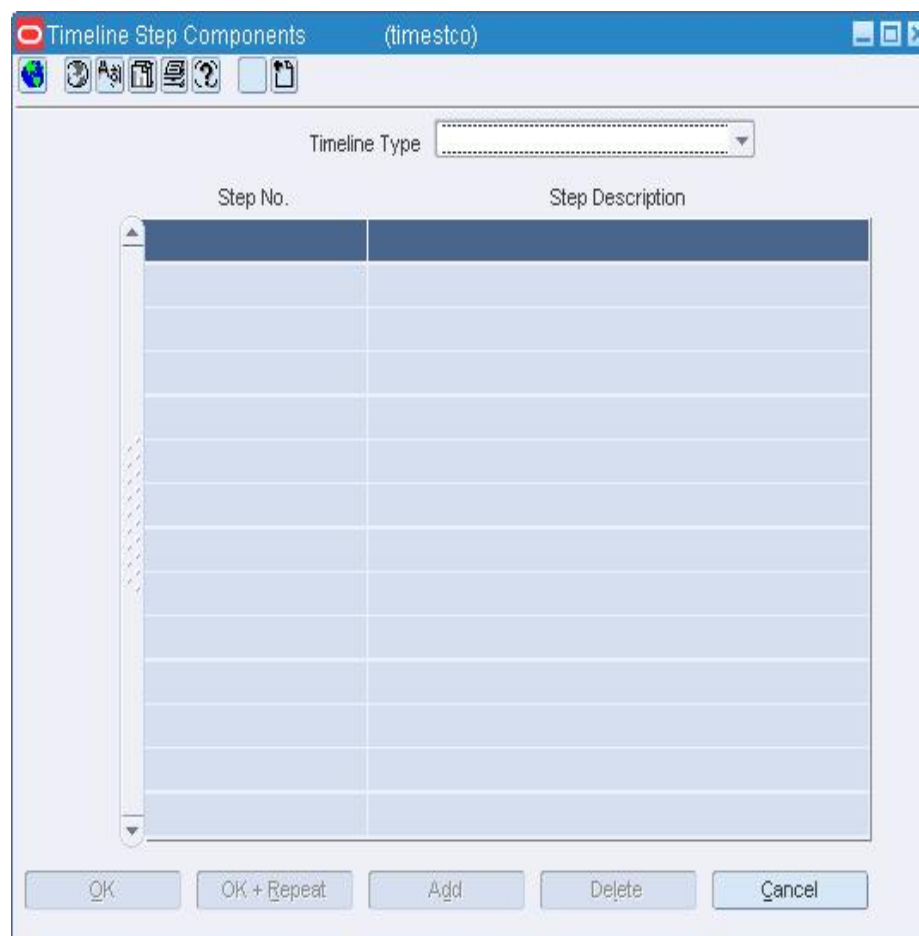 Timeline Step Components (timestco)
Timeline Type
Step No. Step Description
OK OK + Repeat Add Delete Cancel